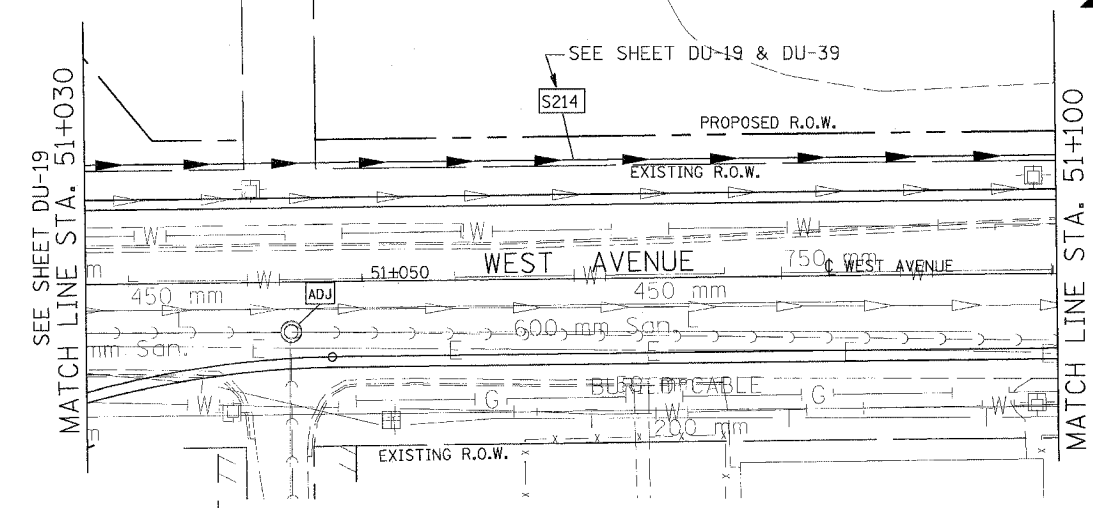 SEE SHEET DU-19 & DU-39
S214
PROPOSED R.O.W.
EXISTING R.O.W.
SEE SHEET DU-19
MATCH LINE STA. 51+030
MATCH LINE STA. 51+100
W
W
W
WEST AVENUE
750 mm
℄ WEST AVENUE
W
51+050
W
m
450 mm
450 mm
ADJ
600 mm San.
mm San.
E
E
E
E
E
CABLE
G
G
W
W
W
200 mm
m
EXISTING R.O.W.